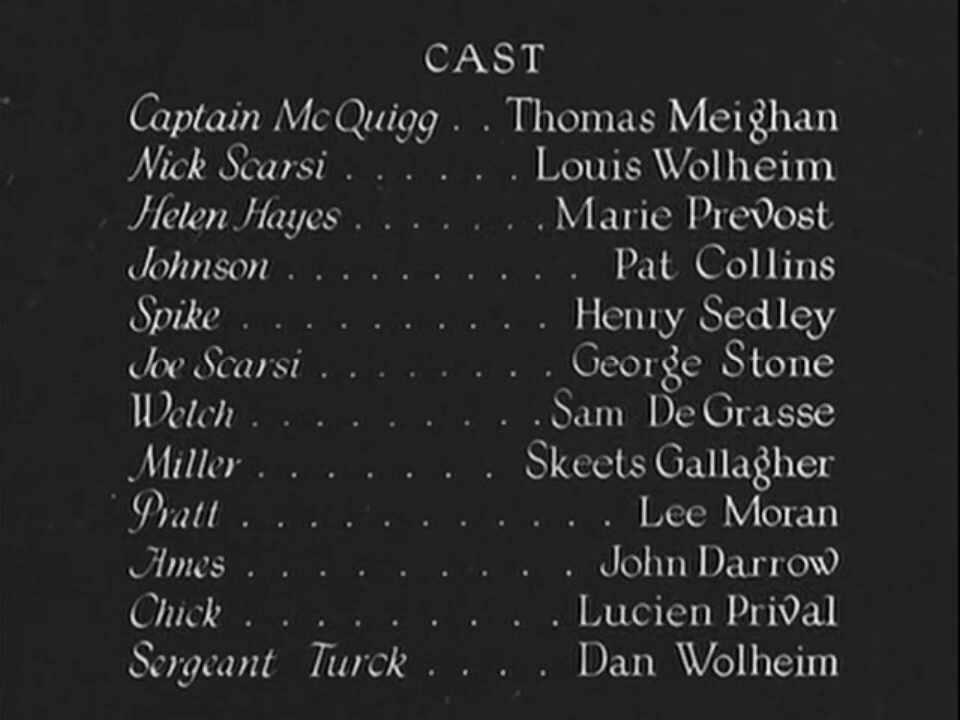 CAST
Captain McQuigg . . Thomas Meighan
Nick Scarsi . . . . . . Louis Wolheim
Helen Hayes . . . . . . . Marie Prevost
Johnson . . . . . . . . . . Pat Collins
Spike . . . . . . . . . . Henry Sedley
Joe Scarsi . . . . . . . . George Stone
Welch . . . . . . . . . . Sam De Grasse
Miller . . . . . . . . Skeets Gallagher
Pratt . . . . . . . . . . . . Lee Moran
Ames . . . . . . . . . . John Darrow
Chick . . . . . . . . . . Lucien Prival
Sergeant Turck . . . . Dan Wolheim